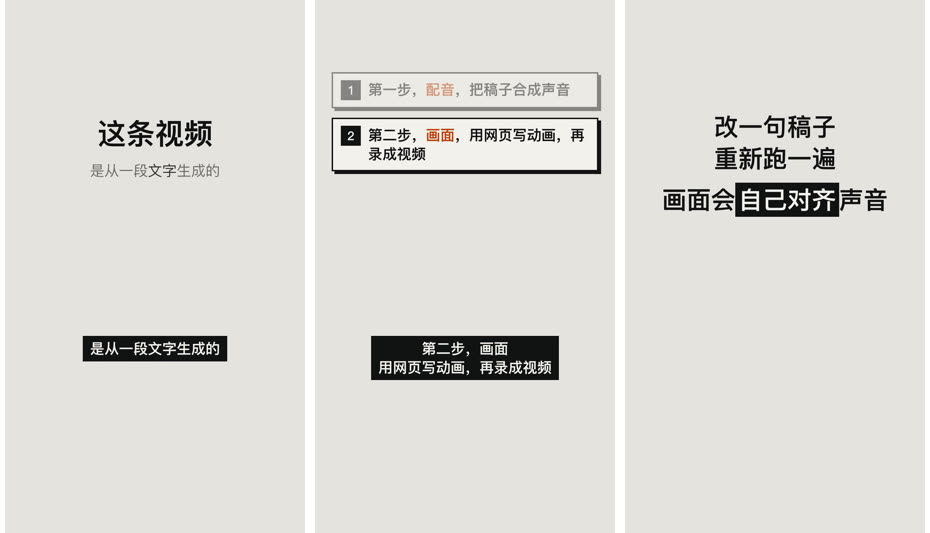 这条视频
是从一段文字生成的
是从一段文字生成的
1 第一步，配音，把稿子合成声音
2 第二步，画面，用网页写动画，再
录成视频
第二步，画面
用网页写动画，再录成视频
改一句稿子
重新跑一遍
画面会自己对齐声音